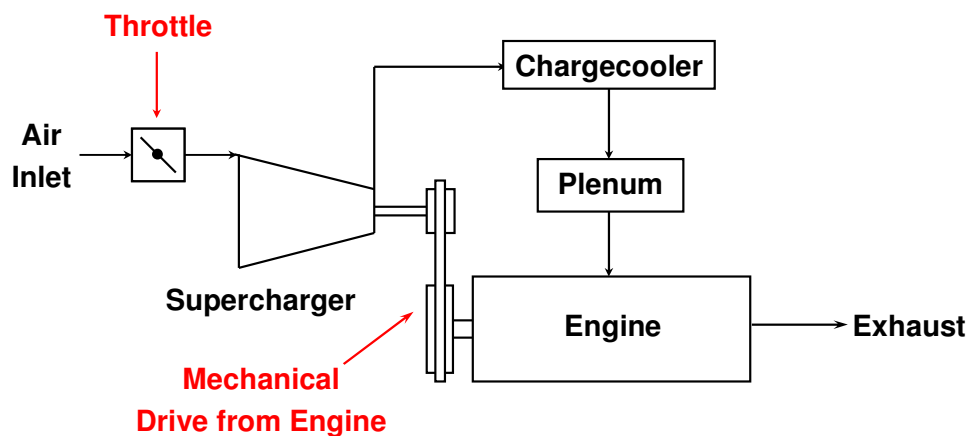 Throttle
Chargecooler
Air
Inlet
Plenum
Supercharger
Engine
Exhaust
Mechanical
Drive from Engine